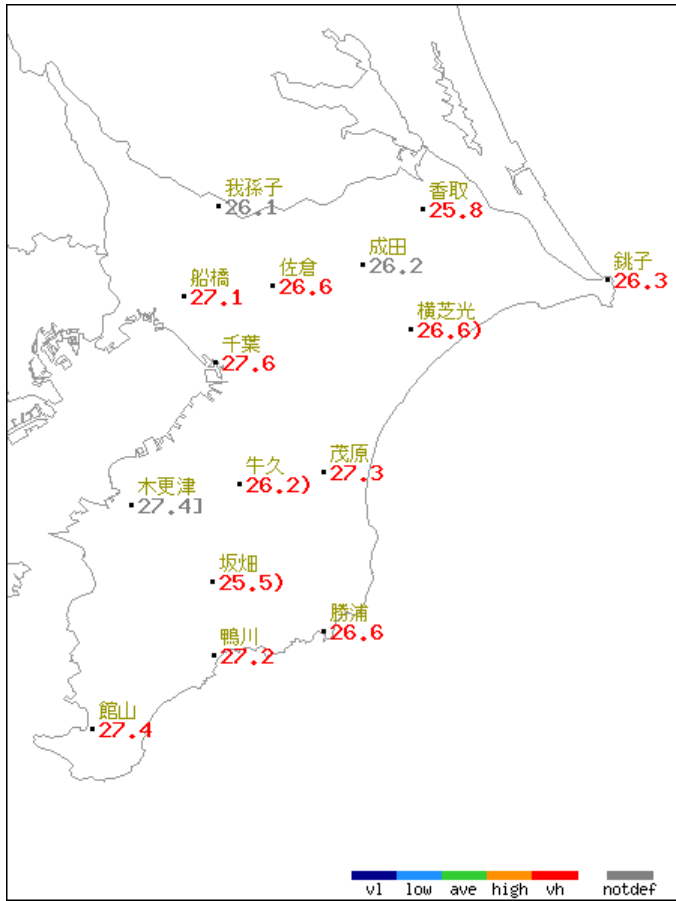 我孫子
26.1
香取
25.8
成田
26.2
佐倉
26.6
船橋
27.1
銚子
26.3
横芝光
26.6)
千葉
27.6
茂原
27.3
牛久
26.2)
木更津
27.4]
坂畑
25.5)
勝浦
26.6
鴨川
27.2
館山
27.4
vl low ave high vh notdef